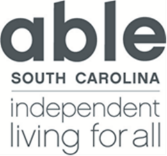 able
SOUTH CAROLINA
independent
living for all